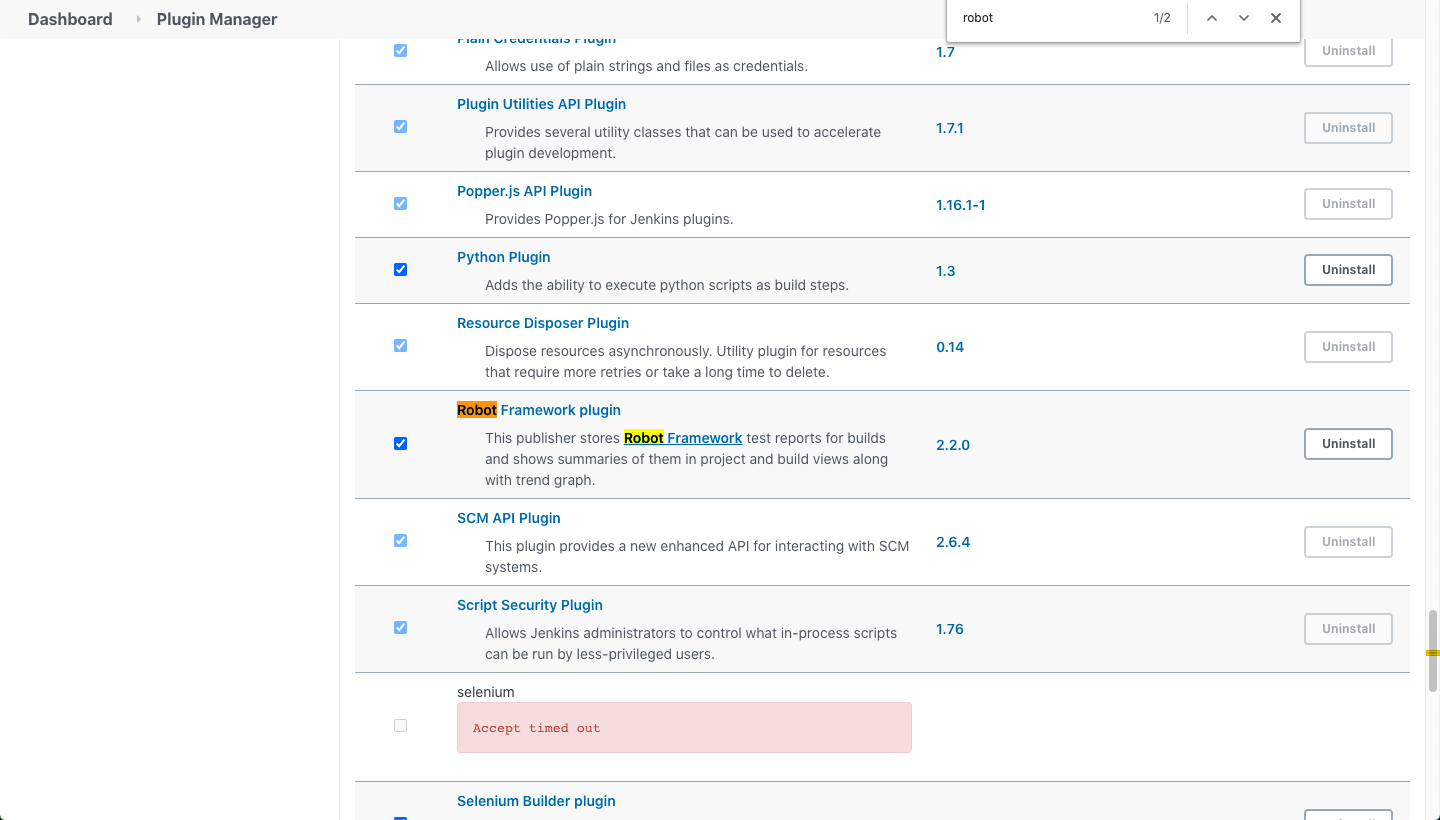 Dashboard
Plugin Manager
robot
1/2
Plain Credentials Plugin
Allows use of plain strings and files as credentials.
1.7
Uninstall
Plugin Utilities API Plugin
Provides several utility classes that can be used to accelerate
plugin development.
1.7.1
Uninstall
Popper.js API Plugin
Provides Popper.js for Jenkins plugins.
1.16.1-1
Uninstall
Python Plugin
Adds the ability to execute python scripts as build steps.
1.3
Uninstall
Resource Disposer Plugin
Dispose resources asynchronously. Utility plugin for resources
that require more retries or take a long time to delete.
0.14
Uninstall
Robot Framework plugin
This publisher stores Robot Framework test reports for builds
and shows summaries of them in project and build views along
with trend graph.
2.2.0
Uninstall
SCM API Plugin
This plugin provides a new enhanced API for interacting with SCM
systems.
2.6.4
Uninstall
Script Security Plugin
Allows Jenkins administrators to control what in-process scripts
can be run by less-privileged users.
1.76
Uninstall
selenium
Accept timed out
Selenium Builder plugin